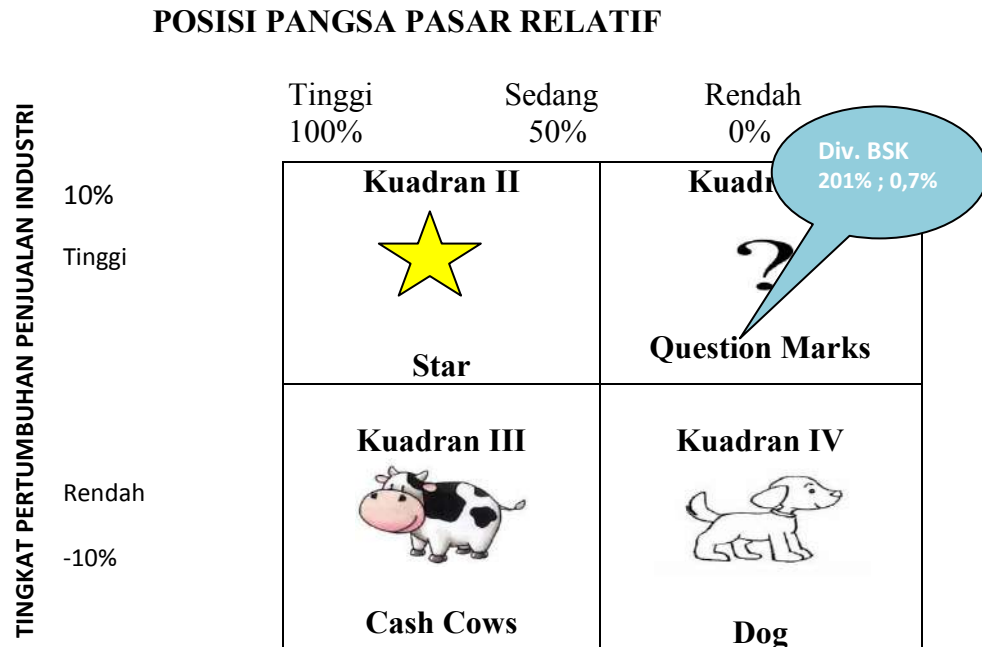 POSISI PANGSA PASAR RELATIF
Tinggi Sedang Rendah
100% 50% 0%
TINGKAT PERTUMBUHAN PENJUALAN INDUSTRI
Div. BSK
201% ; 0,7%
10%
Tinggi
Kuadran II
Star
?
Question Marks
Rendah
-10%
Kuadran III
Cash Cows
Kuadran IV
Dog